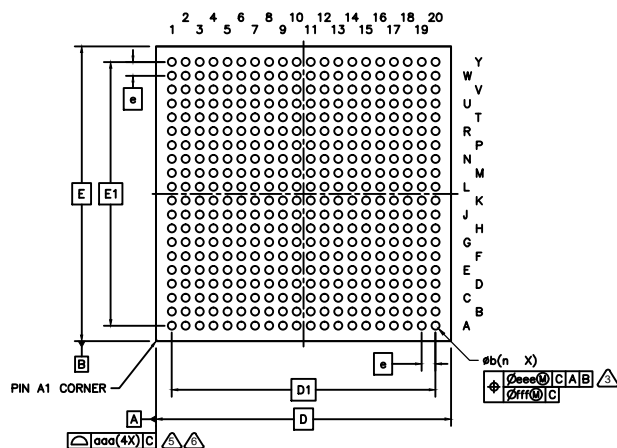 2 4 6 8 10 12 14 16 18 20
1 3 5 7 9 11 13 15 17 19
Y
W
V
U
T
R
P
N
M
L
K
J
H
G
F
E
D
C
B
A
e
E
E1
B
PIN A1 CORNER
e
D1
A
D
aaa(4X) C 5 6
øb(n X)
⌖ Øeee Ⓜ C A B 3
Øfff Ⓜ C